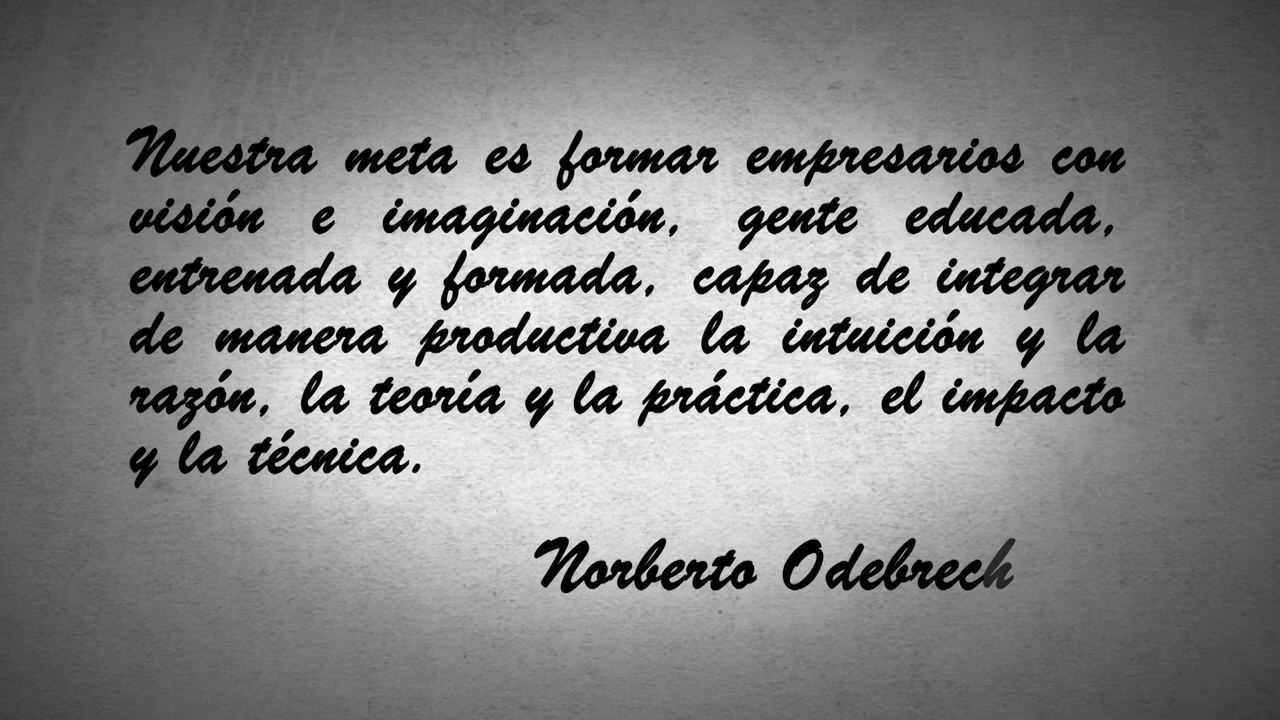 Nuestra meta es formar empresarios con
visión e imaginación, gente educada,
entrenada y formada, capaz de integrar
de manera productiva la intuición y la
razón, la teoría y la práctica, el impacto
y la técnica.
Norberto Odebrech